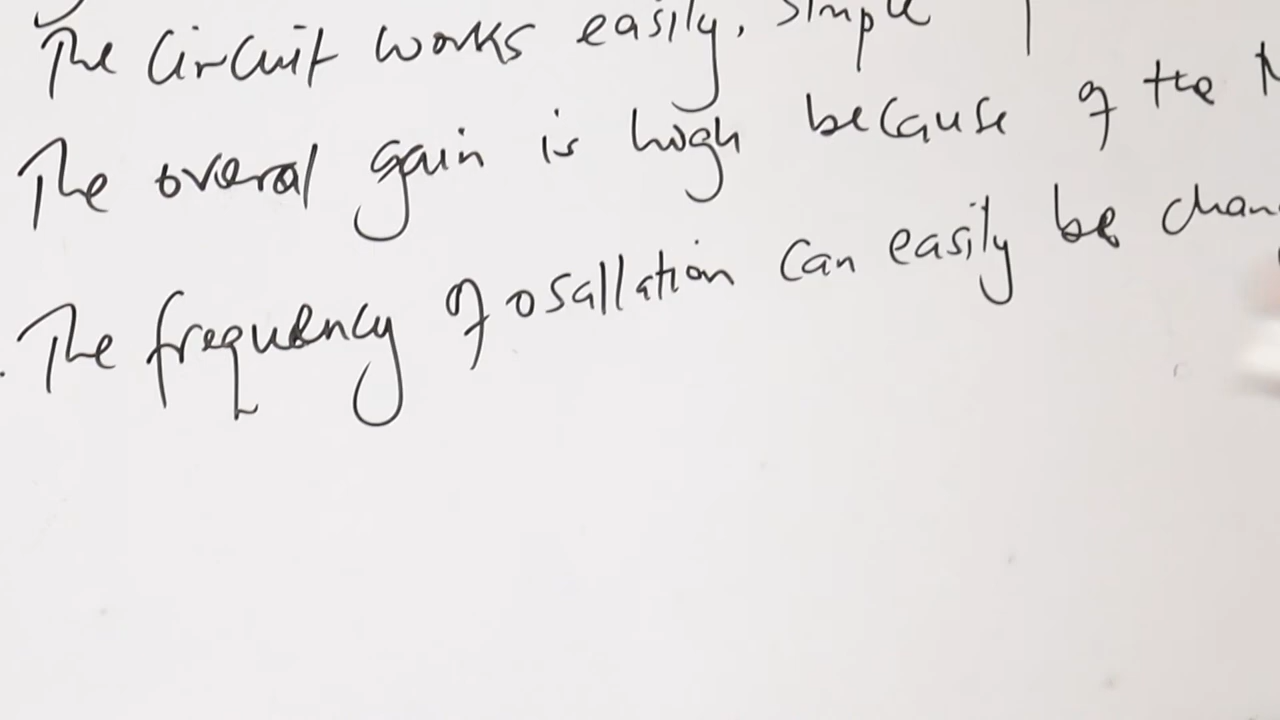 The Circuit works easily, simple
The overal gain is high because of the
The frequency of osallation can easily be chan